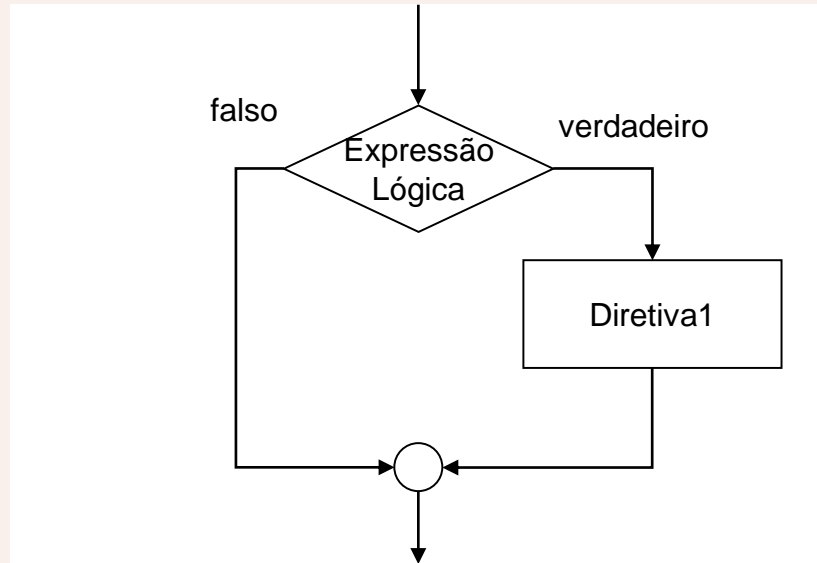 falso
verdadeiro
Expressão
Lógica
Diretiva1